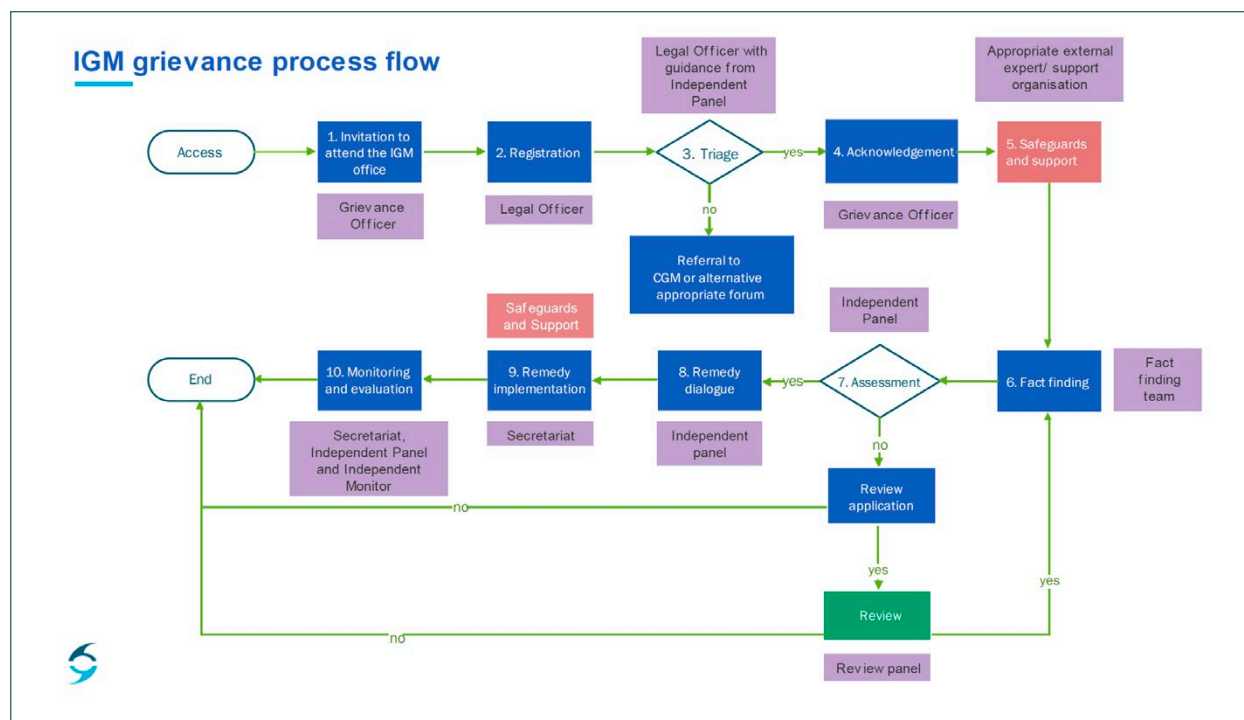 IGM grievance process flow
Legal Officer with
guidance from
Independent
Panel
Appropriate external
expert/ support
organisation
Access
1. Invitation to
attend the IGM
office
2. Registration
3. Triage
yes
4. Acknowledgement
5. Safeguards
and support
Grievance
Officer
Legal Officer
no
Grievance Officer
Referral to
CGM or alternative
appropriate forum
Safeguards
and Support
Independent
Panel
End
10. Monitoring
and evaluation
9. Remedy
implementation
8. Remedy
dialogue
yes
7. Assessment
6. Fact finding
Fact
finding
team
Secretariat,
Independent Panel
and Independent
Monitor
Secretariat
Independent
panel
no
Review
application
no
yes
yes
Review
no
Review panel